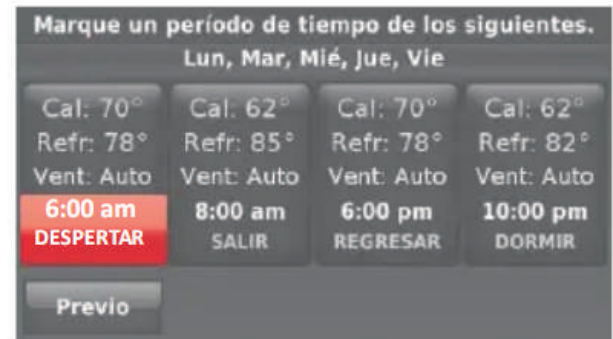 Marque un período de tiempo de los siguientes.
Lun, Mar, Mié, Jue, Vie
Cal: 70° Cal: 62° Cal: 70° Cal: 62°
Refr: 78° Refr: 85° Refr: 78° Refr: 82°
Vent: Auto Vent: Auto Vent: Auto Vent: Auto
6:00 am 8:00 am 6:00 pm 10:00 pm
DESPERTAR SALIR REGRESAR DORMIR
Previo